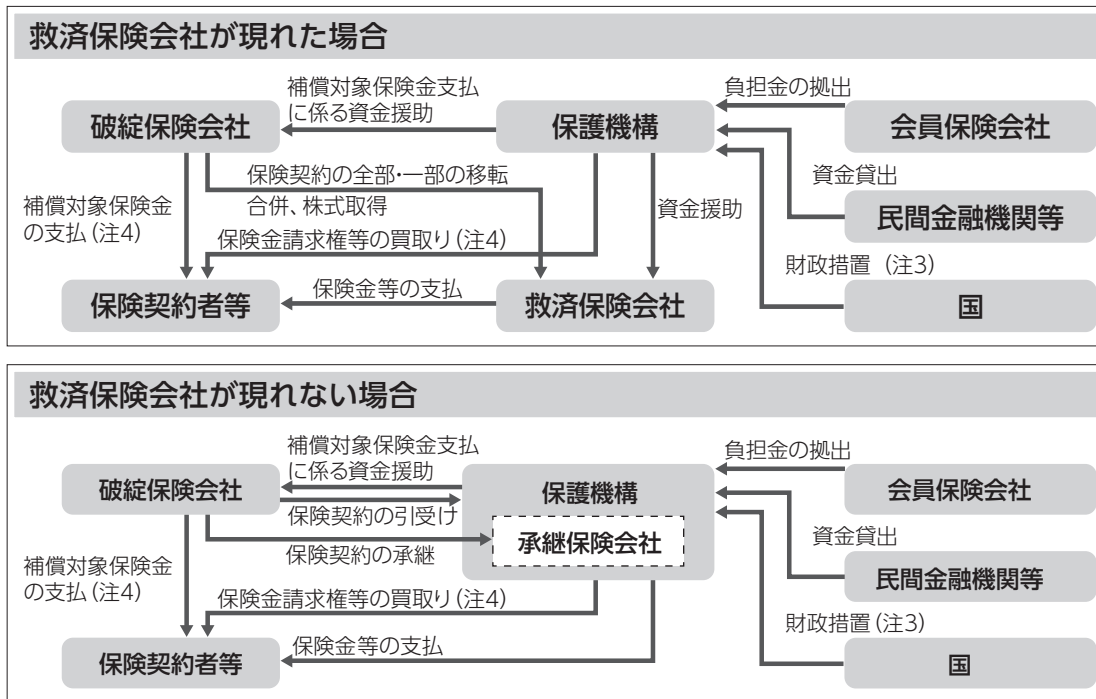 救済保険会社が現れた場合
補償対象保険金支払
に係る資金援助
負担金の拠出
破綻保険会社
保護機構
会員保険会社
保険契約の全部・一部の移転
合併、株式取得
資金貸出
補償対象保険金
の支払(注4)
資金援助
民間金融機関等
保険金請求権等の買取り(注4)
財政措置 (注3)
保険金等の支払
保険契約者等
救済保険会社
国
救済保険会社が現れない場合
補償対象保険金支払
に係る資金援助
負担金の拠出
破綻保険会社
保護機構
会員保険会社
保険契約の引受け
承継保険会社
資金貸出
保険契約の承継
補償対象保険金
の支払(注4)
民間金融機関等
保険金請求権等の買取り(注4)
財政措置(注3)
保険金等の支払
保険契約者等
国